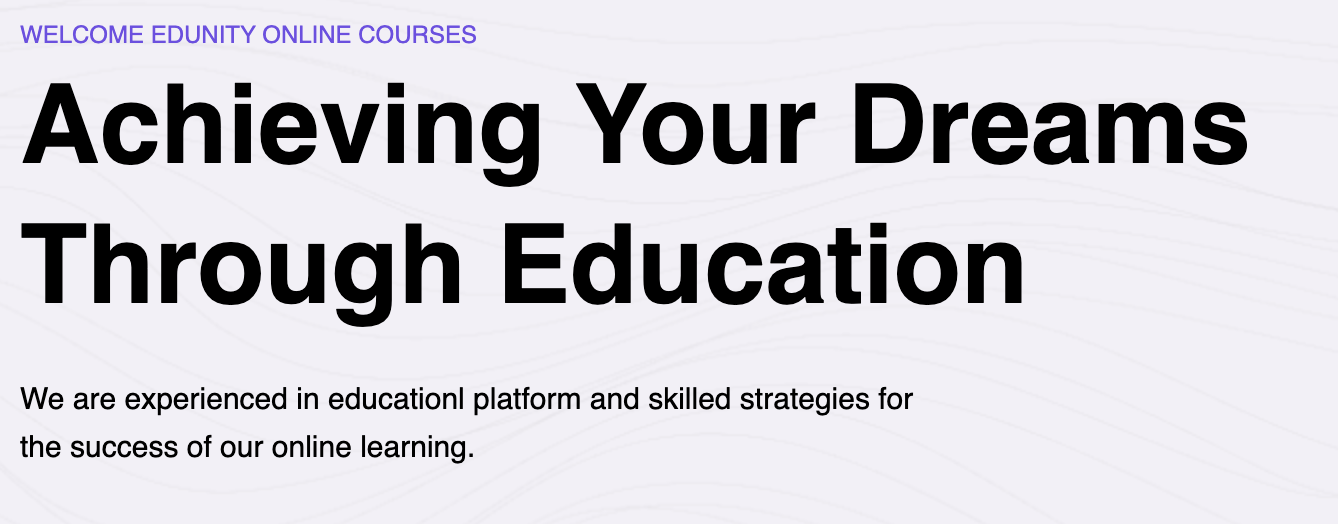 WELCOME EDUNITY ONLINE COURSES
Achieving Your Dreams
Through Education
We are experienced in educationl platform and skilled strategies for
the success of our online learning.